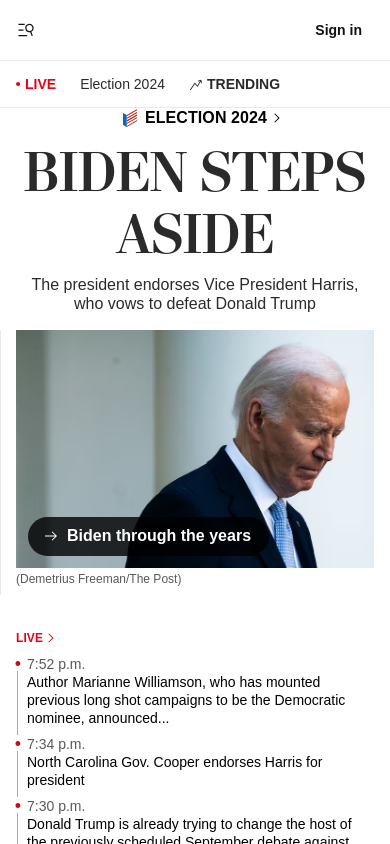 Sign in
LIVE
Election 2024
TRENDING
ELECTION 2024
BIDEN STEPS
ASIDE
The president endorses Vice President Harris,
who vows to defeat Donald Trump
Biden through the years
(Demetrius Freeman/The Post)
LIVE
7:52 p.m.
Author Marianne Williamson, who has mounted
previous long shot campaigns to be the Democratic
nominee, announced...
7:34 p.m.
North Carolina Gov. Cooper endorses Harris for
president
7:30 p.m.
Donald Trump is already trying to change the host of
the previously scheduled September debate against